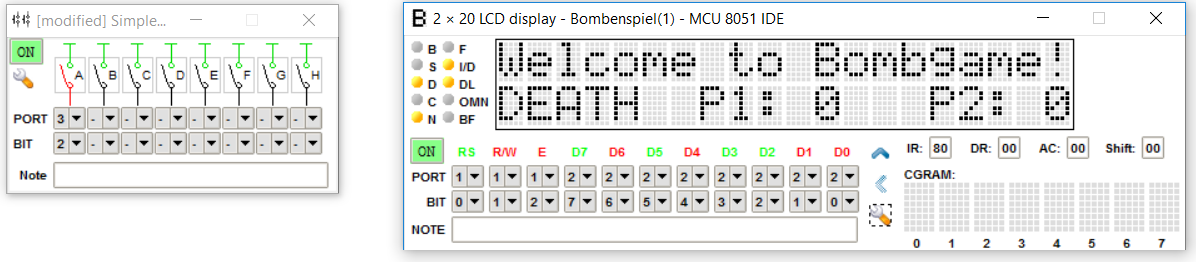 [modified] Simple...
ON
A B C D E F G H
PORT 3 - - - - - - -
BIT 2 - - - - - - -
Note
B 2 × 20 LCD display - Bombenspiel(1) - MCU 8051 IDE
B F
S I/D
D DL
C OMN
N BF
Welcome to Bombgame!
DEATH P1: 0 P2: 0
ON RS R/W E D7 D6 D5 D4 D3 D2 D1 D0
PORT 1 1 1 2 2 2 2 2 2 2 2
BIT 0 1 2 7 6 5 4 3 2 1 0
NOTE
IR: 80 DR: 00 AC: 00 Shift: 00
CGRAM:
0 1 2 3 4 5 6 7